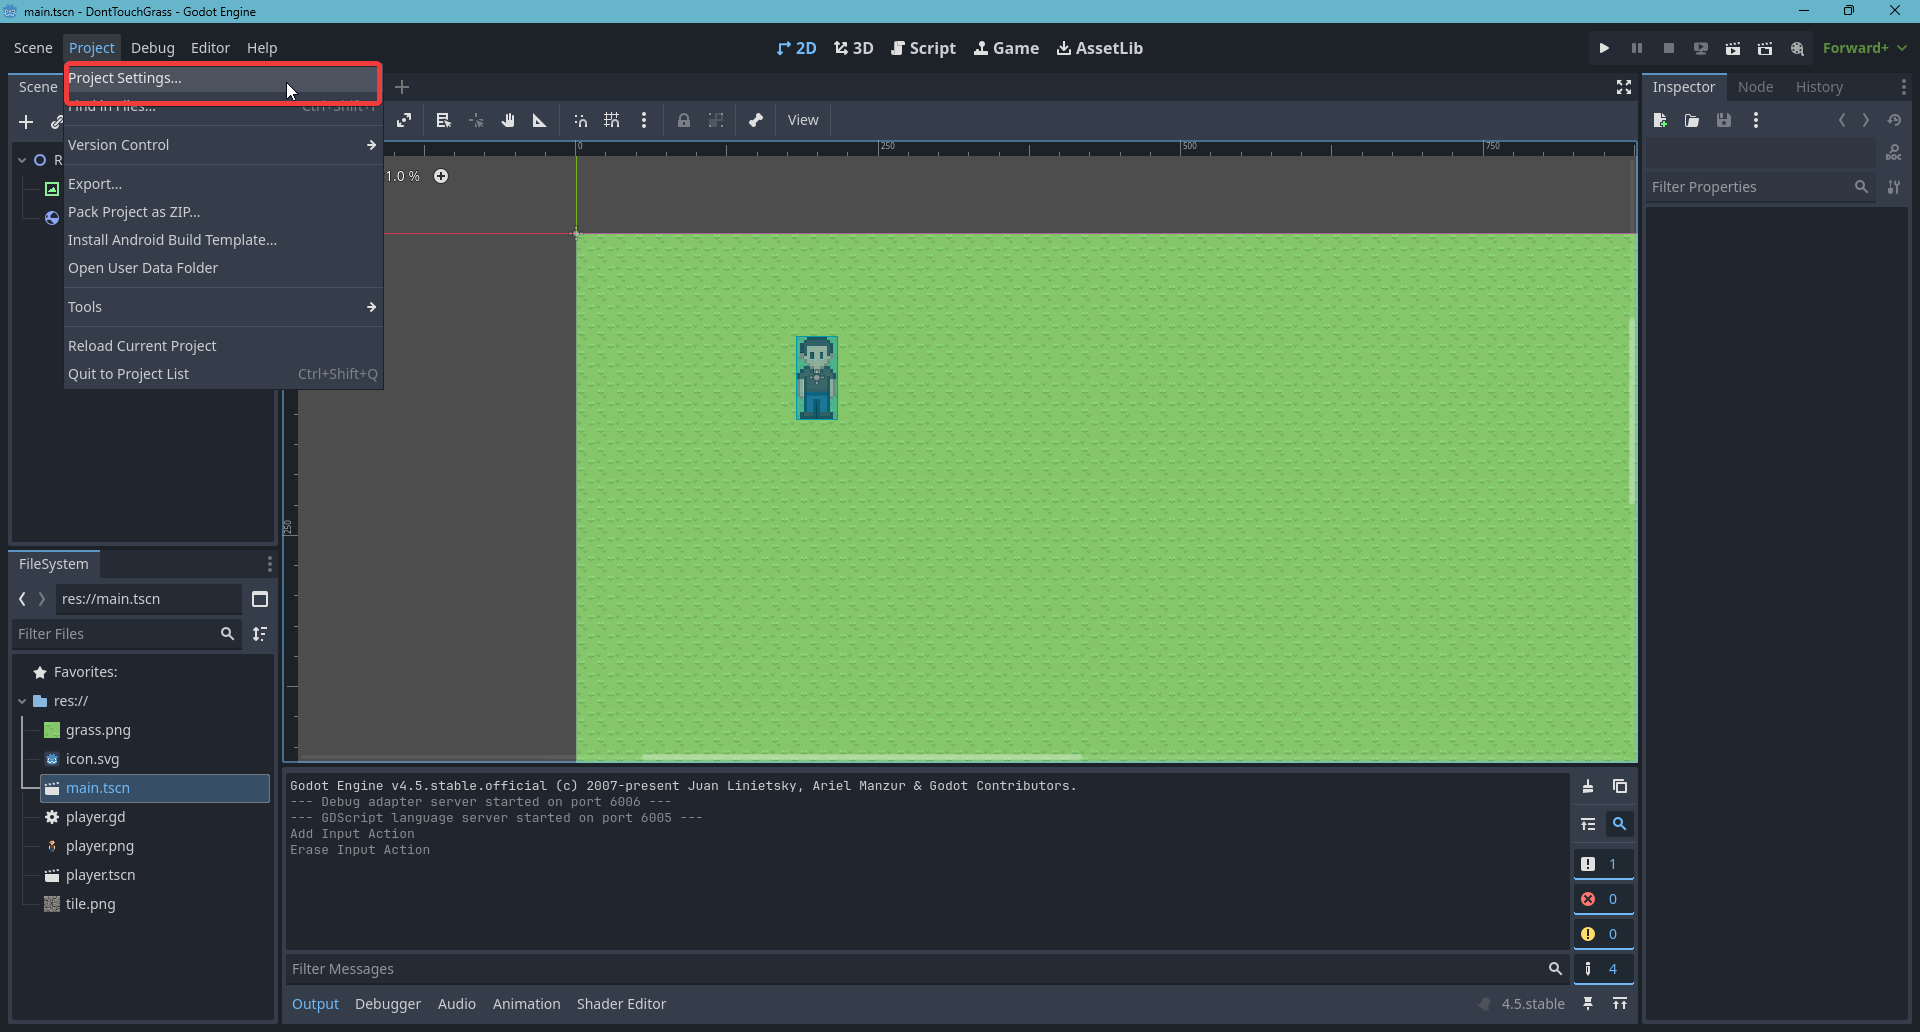 main.tscn - DontTouchGrass - Godot Engine
Scene Project Debug Editor Help
2D 3D Script Game AssetLib
Forward+
Scene
Project Settings...
Find in Files... Ctrl+Shift+F
Version Control
Export...
Pack Project as ZIP...
Install Android Build Template...
Open User Data Folder
Tools
Reload Current Project
Quit to Project List Ctrl+Shift+Q
View
0 250 500 750
1.0 %
250
R
Inspector Node History
DOC
Filter Properties
FileSystem
res://main.tscn
Filter Files
Favorites:
res://
grass.png
icon.svg
main.tscn
player.gd
player.png
player.tscn
tile.png
Godot Engine v4.5.stable.official (c) 2007-present Juan Linietsky, Ariel Manzur & Godot Contributors.
--- Debug adapter server started on port 6006 ---
--- GDScript language server started on port 6005 ---
Add Input Action
Erase Input Action
1
0
0
4
Filter Messages
Output Debugger Audio Animation Shader Editor
4.5.stable